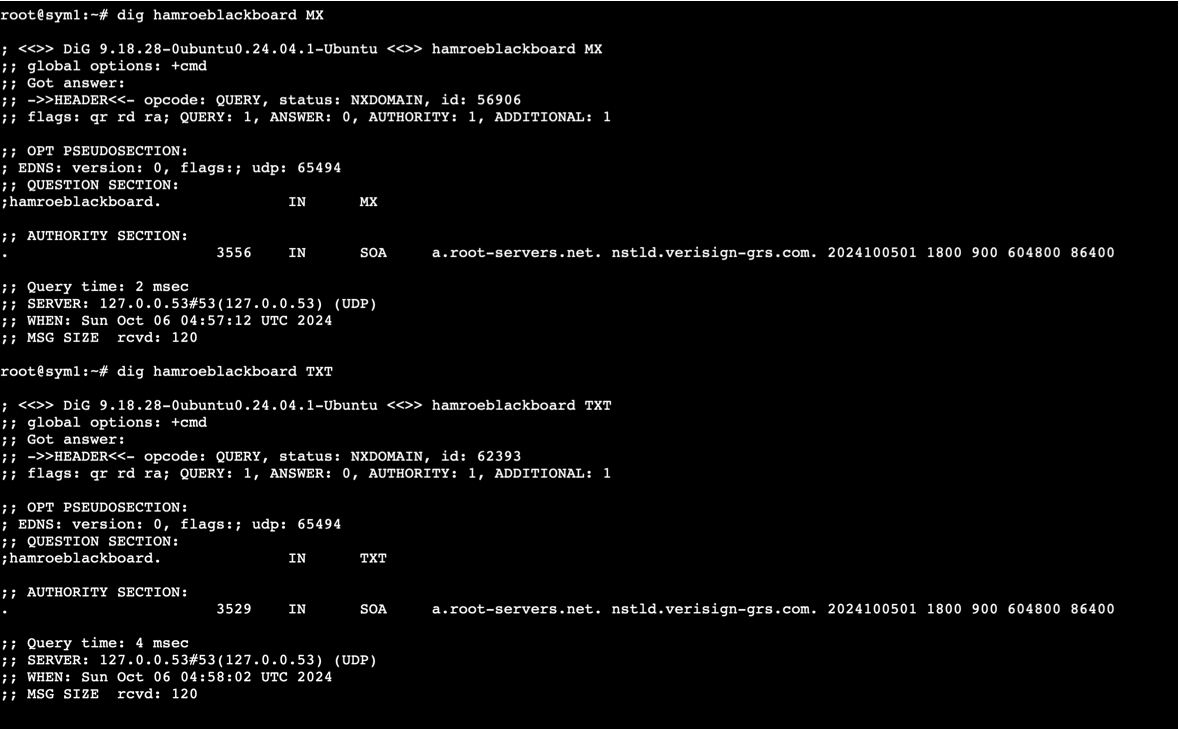 root@sym1:~# dig hamroeblackboard MX
; <<>> DiG 9.18.28-0ubuntu0.24.04.1-Ubuntu <<>> hamroeblackboard MX
;; global options: +cmd
;; Got answer:
;; ->>HEADER<<- opcode: QUERY, status: NXDOMAIN, id: 56906
;; flags: qr rd ra; QUERY: 1, ANSWER: 0, AUTHORITY: 1, ADDITIONAL: 1
;; OPT PSEUDOSECTION:
; EDNS: version: 0, flags:; udp: 65494
;; QUESTION SECTION:
;hamroeblackboard. IN MX
;; AUTHORITY SECTION:
. 3556 IN SOA a.root-servers.net. nstld.verisign-grs.com. 2024100501 1800 900 604800 86400
;; Query time: 2 msec
;; SERVER: 127.0.0.53#53(127.0.0.53) (UDP)
;; WHEN: Sun Oct 06 04:57:12 UTC 2024
;; MSG SIZE rcvd: 120
root@sym1:~# dig hamroeblackboard TXT
; <<>> DiG 9.18.28-0ubuntu0.24.04.1-Ubuntu <<>> hamroeblackboard TXT
;; global options: +cmd
;; Got answer:
;; ->>HEADER<<- opcode: QUERY, status: NXDOMAIN, id: 62393
;; flags: qr rd ra; QUERY: 1, ANSWER: 0, AUTHORITY: 1, ADDITIONAL: 1
;; OPT PSEUDOSECTION:
; EDNS: version: 0, flags:; udp: 65494
;; QUESTION SECTION:
;hamroeblackboard. IN TXT
;; AUTHORITY SECTION:
. 3529 IN SOA a.root-servers.net. nstld.verisign-grs.com. 2024100501 1800 900 604800 86400
;; Query time: 4 msec
;; SERVER: 127.0.0.53#53(127.0.0.53) (UDP)
;; WHEN: Sun Oct 06 04:58:02 UTC 2024
;; MSG SIZE rcvd: 120